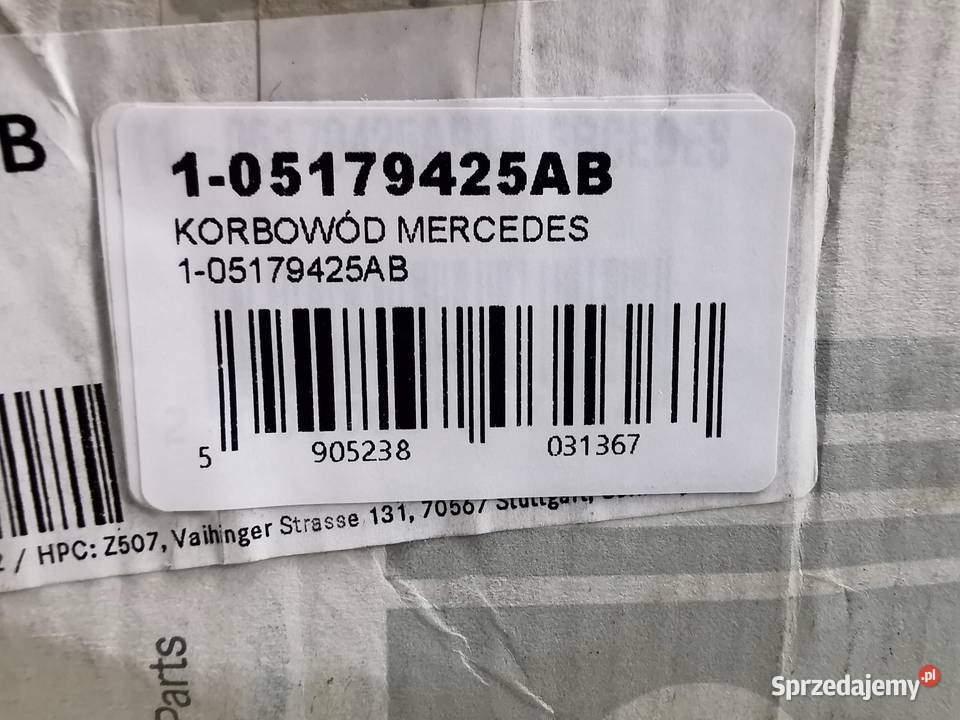 B
1-05179425AB
KORBOWÓD MERCEDES
1-05179425AB
5 905238 031367
/ HPC: Z507, Vaihinger Strasse 131, 70567 Stuttgart,
Parts
Sprzedajemy.pl